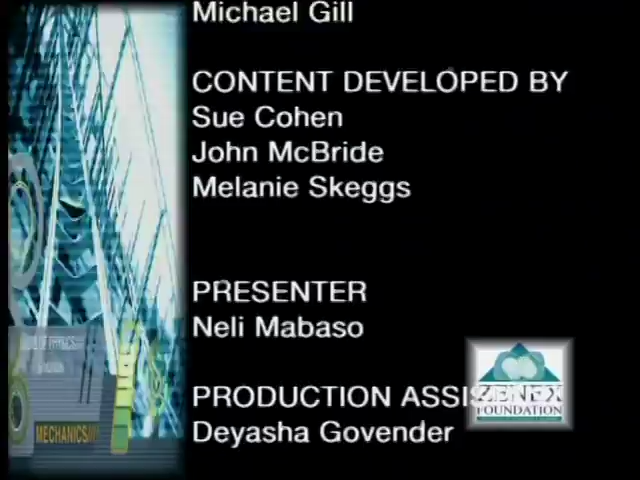 Michael Gill
CONTENT DEVELOPED BY
Sue Cohen
John McBride
Melanie Skeggs
PRESENTER
Neli Mabaso
PRODUCTION
Deyasha Govender
ZENEX
FOUNDATION
MECHANICS